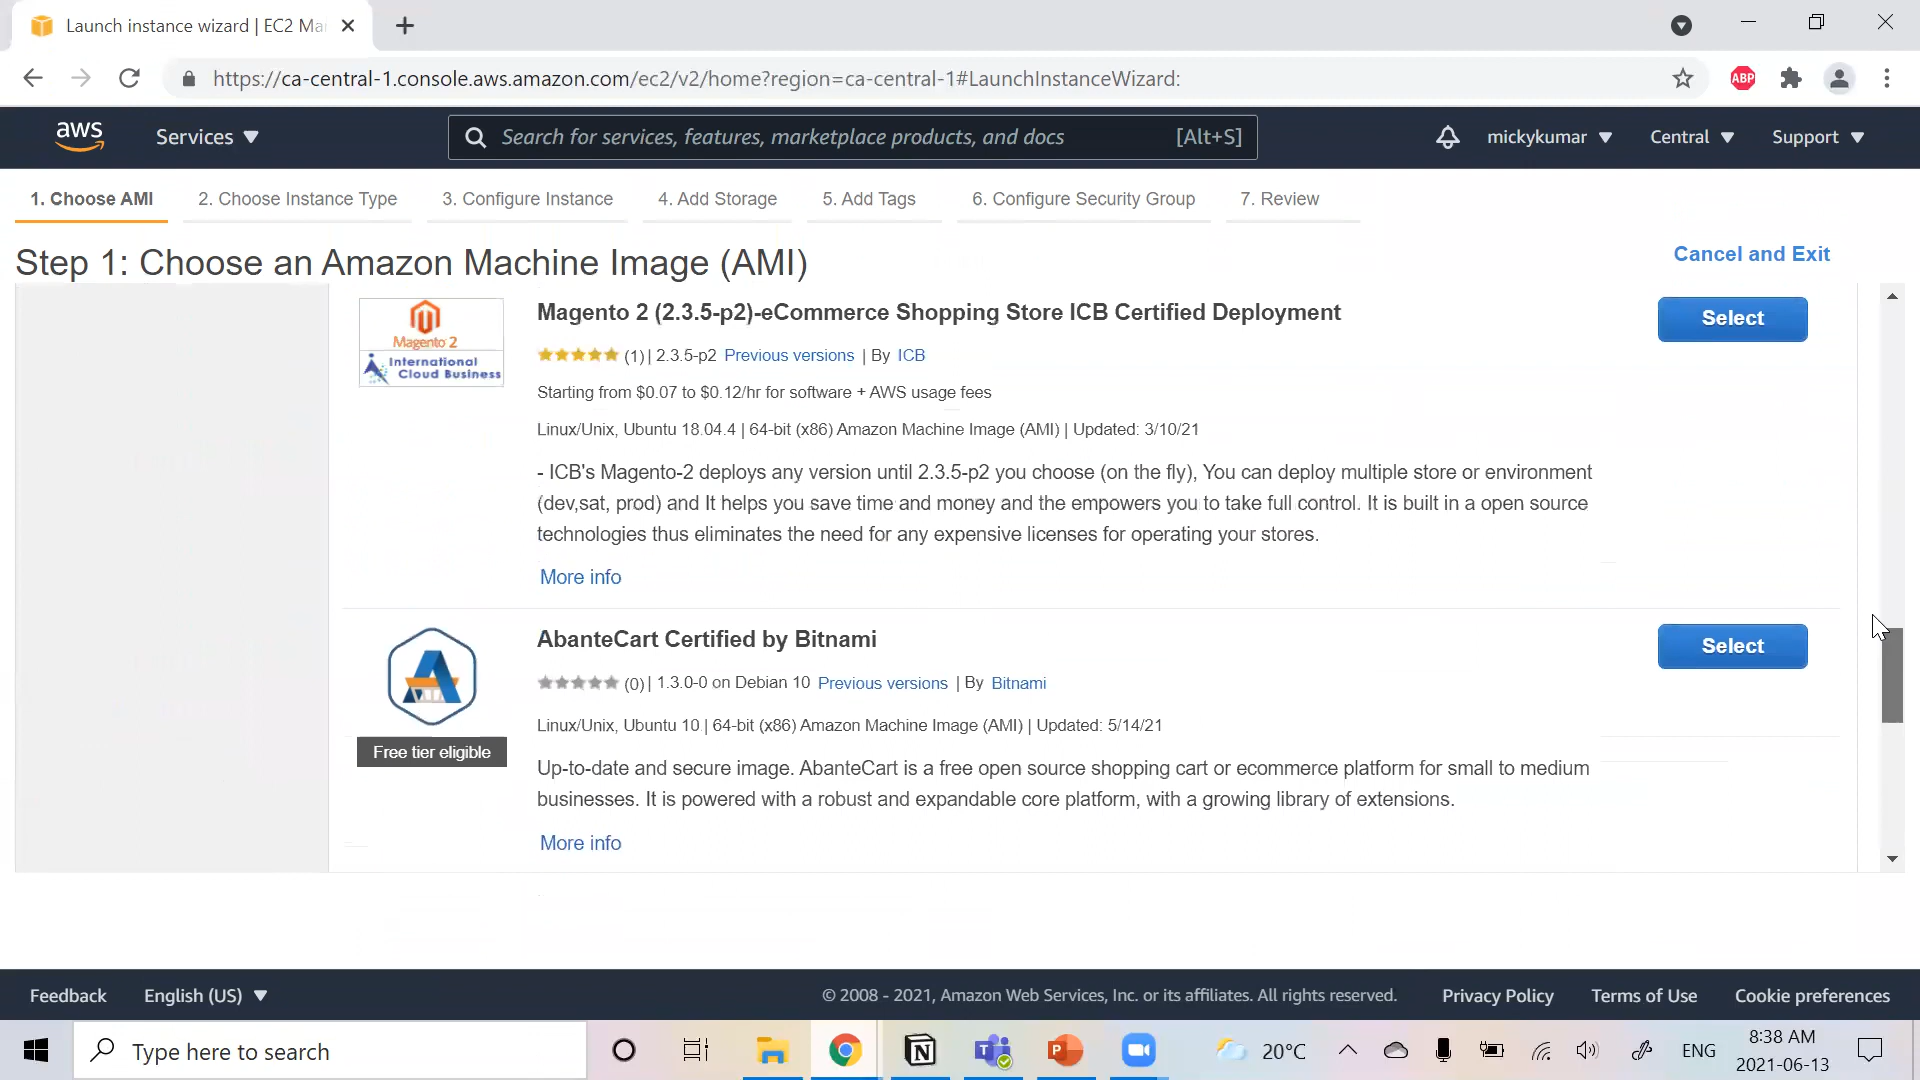 Launch instance wizard | EC2 Ma
https://ca-central-1.console.aws.amazon.com/ec2/v2/home?region=ca-central-1#LaunchInstanceWizard:
ABP
aws
Services
Search for services, features, marketplace products, and docs
[Alt+S]
mickykumar
Central
Support
1. Choose AMI
2. Choose Instance Type
3. Configure Instance
4. Add Storage
5. Add Tags
6. Configure Security Group
7. Review
Step 1: Choose an Amazon Machine Image (AMI)
Cancel and Exit
Magento 2
International
Cloud Business
Magento 2 (2.3.5-p2)-eCommerce Shopping Store ICB Certified Deployment
Select
(1) | 2.3.5-p2 Previous versions | By ICB
Starting from $0.07 to $0.12/hr for software + AWS usage fees
Linux/Unix, Ubuntu 18.04.4 | 64-bit (x86) Amazon Machine Image (AMI) | Updated: 3/10/21
- ICB's Magento-2 deploys any version until 2.3.5-p2 you choose (on the fly), You can deploy multiple store or environment
(dev,sat, prod) and It helps you save time and money and the empowers you to take full control. It is built in a open source
technologies thus eliminates the need for any expensive licenses for operating your stores.
More info
AbanteCart Certified by Bitnami
Select
(0) | 1.3.0-0 on Debian 10 Previous versions | By Bitnami
Linux/Unix, Ubuntu 10 | 64-bit (x86) Amazon Machine Image (AMI) | Updated: 5/14/21
Free tier eligible
Up-to-date and secure image. AbanteCart is a free open source shopping cart or ecommerce platform for small to medium
businesses. It is powered with a robust and expandable core platform, with a growing library of extensions.
More info
Feedback
English (US)
© 2008 - 2021, Amazon Web Services, Inc. or its affiliates. All rights reserved.
Privacy Policy
Terms of Use
Cookie preferences
Type here to search
20°C
ENG
8:38 AM
2021-06-13